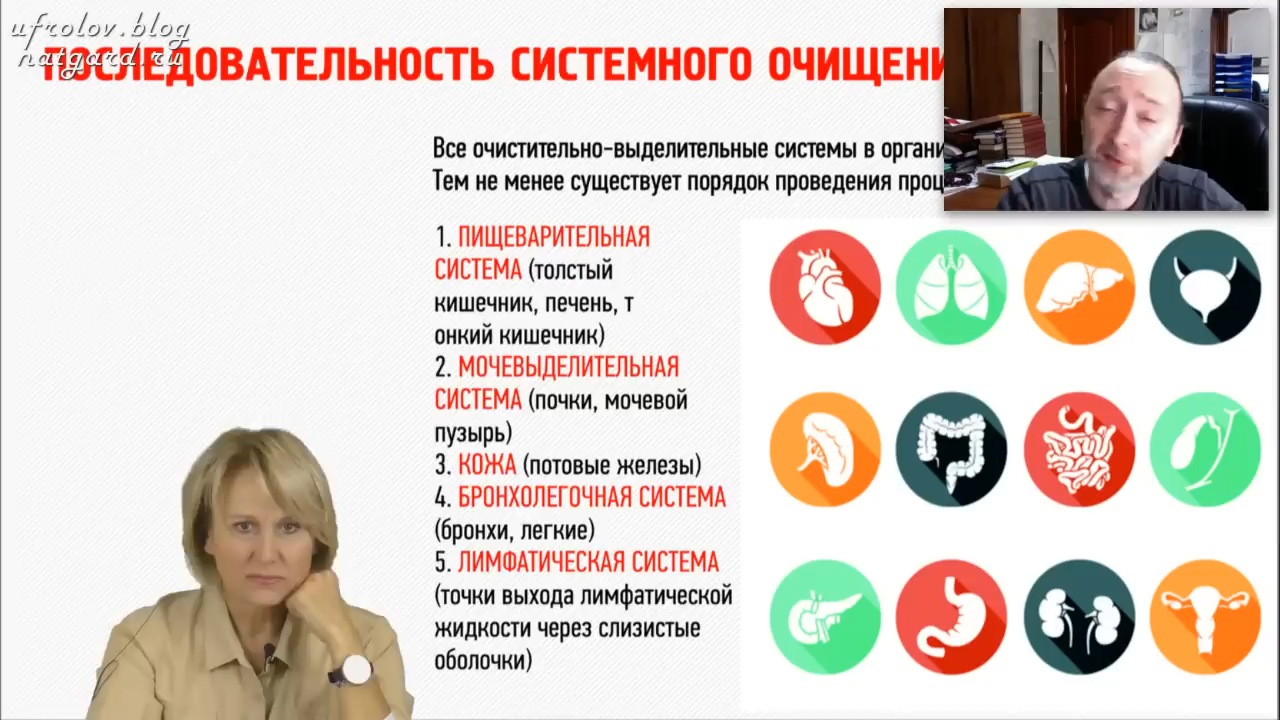 ufrolov.blog
natgard.ru
ПОСЛЕДОВАТЕЛЬНОСТЬ СИСТЕМНОГО ОЧИЩЕНИ
Все очистительно-выделительные системы в органи
Тем не менее существует порядок проведения проц
1. ПИЩЕВАРИТЕЛЬНАЯ
СИСТЕМА (толстый
кишечник, печень, т
онкий кишечник)
2. МОЧЕВЫДЕЛИТЕЛЬНАЯ
СИСТЕМА (почки, мочевой
пузырь)
3. КОЖА (потовые железы)
4. БРОНХОЛЕГОЧНАЯ СИСТЕМА
(бронхи, легкие)
5. ЛИМФАТИЧЕСКАЯ СИСТЕМА
(точки выхода лимфатической
жидкости через слизистые
оболочки)